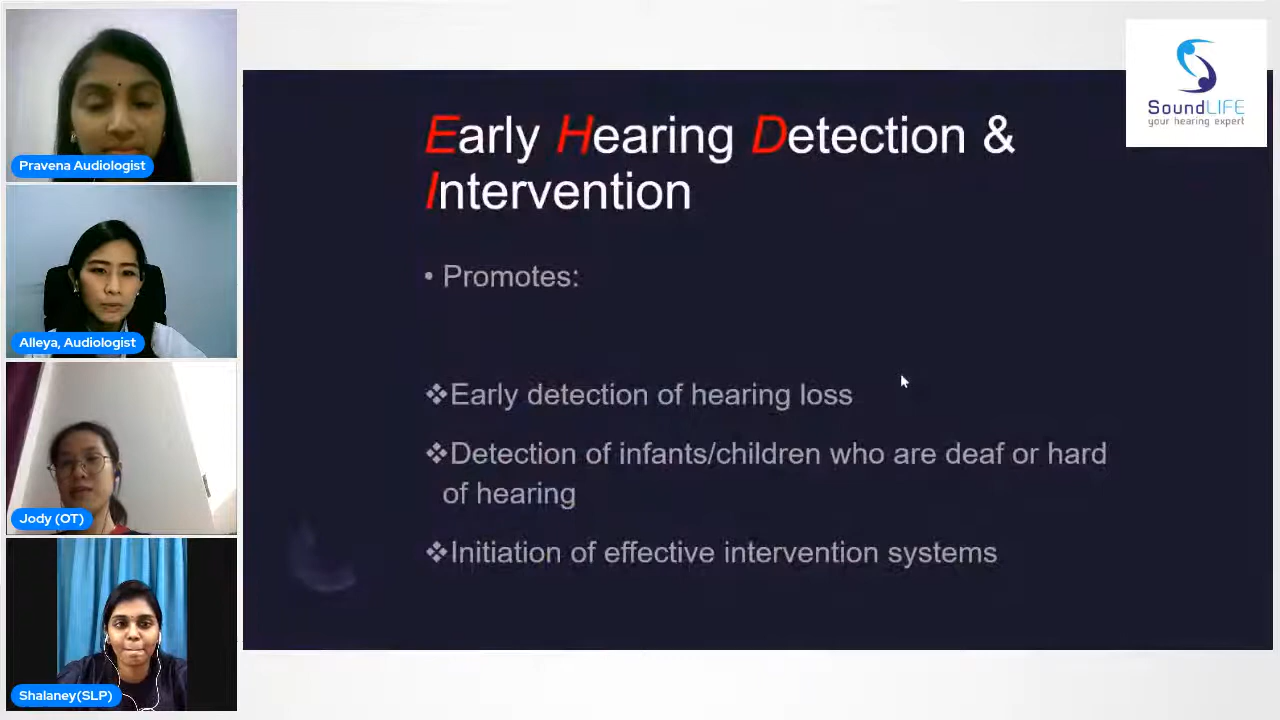 Pravena Audiologist
Alleya, Audiologist
Jody (OT)
Shalaney(SLP)
Early Hearing Detection &
Intervention
• Promotes:
❖Early detection of hearing loss
❖Detection of infants/children who are deaf or hard
of hearing
❖Initiation of effective intervention systems
SoundLIFE
your hearing expert